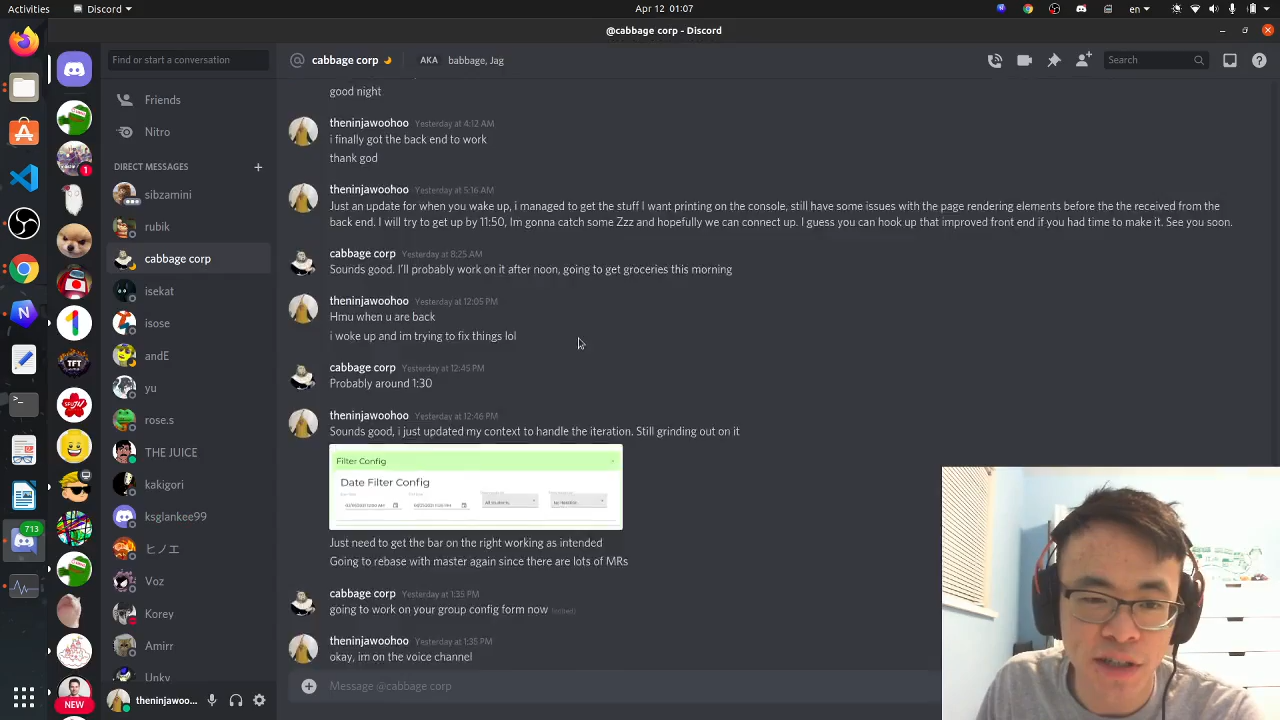 Activities
Discord
Apr 12 01:07
en
@cabbage corp - Discord
Find or start a conversation
cabbage corp
AKA
babbage, Jag
Search
Friends
Nitro
DIRECT MESSAGES
sibzamini
rubik
cabbage corp
isekat
isose
andE
yu
rose.s
THE JUICE
kakigori
ksglankee99
ヒノエ
Voz
Korey
Amirr
Unky
theninjawoo...
1
TFT
713
NEW
good night
theninjawoohoo Yesterday at 4:12 AM
i finally got the back end to work
thank god
theninjawoohoo Yesterday at 5:16 AM
Just an update for when you wake up, i managed to get the stuff I want printing on the console, still have some issues with the page rendering elements before the the received from the
back end. I will try to get up by 11:50, Im gonna catch some Zzz and hopefully we can connect up. I guess you can hook up that improved front end if you had time to make it. See you soon.
cabbage corp Yesterday at 8:25 AM
Sounds good. I'll probably work on it after noon, going to get groceries this morning
theninjawoohoo Yesterday at 12:05 PM
Hmu when u are back
i woke up and im trying to fix things lol
cabbage corp Yesterday at 12:45 PM
Probably around 1:30
theninjawoohoo Yesterday at 12:46 PM
Sounds good, i just updated my context to handle the iteration. Still grinding out on it
Filter Config
Date Filter Config
Just need to get the bar on the right working as intended
Going to rebase with master again since there are lots of MRs
cabbage corp Yesterday at 1:35 PM
going to work on your group config form now (edited)
theninjawoohoo Yesterday at 1:35 PM
okay, im on the voice channel
Message @cabbage corp